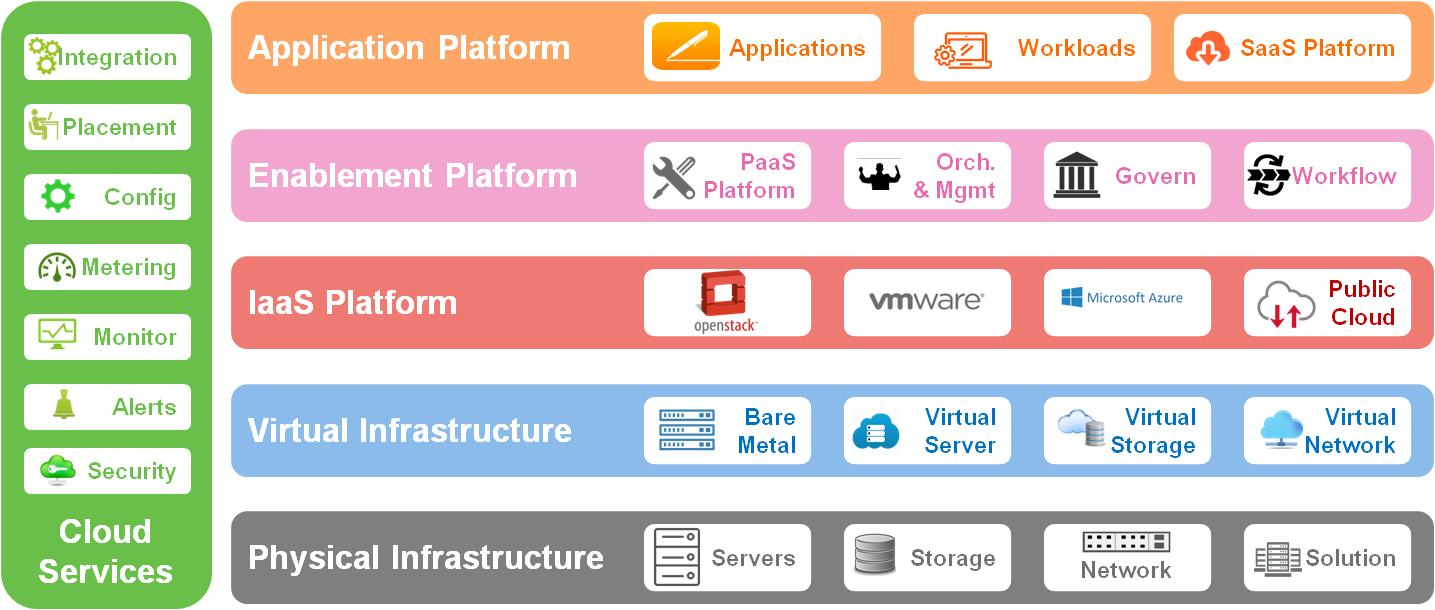 Integration
Placement
Config
Metering
Monitor
Alerts
Security
Cloud
Services
Application Platform
Applications
Workloads
SaaS Platform
Enablement Platform
PaaS
Platform
Orch.
& Mgmt
Govern
Workflow
IaaS Platform
openstack™
vmware®
Microsoft Azure
Public
Cloud
Virtual Infrastructure
Bare
Metal
Virtual
Server
Virtual
Storage
Virtual
Network
Physical Infrastructure
Servers
Storage
Network
Solution